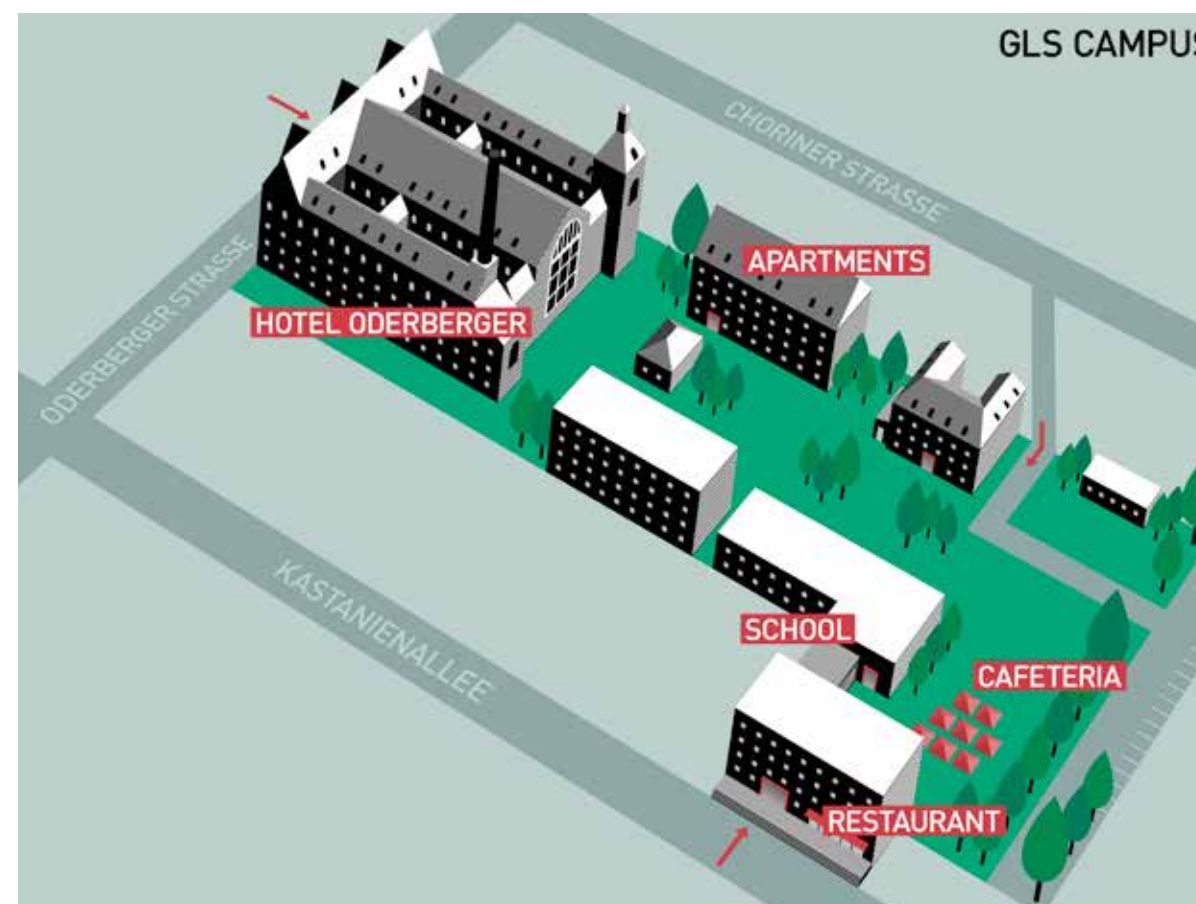 GLS CAMPUS
CHORINER STRASSE
APARTMENTS
ODERBERGER STRASSE
HOTEL ODERBERGER
KASTANIENALLEE
SCHOOL
CAFETERIA
RESTAURANT